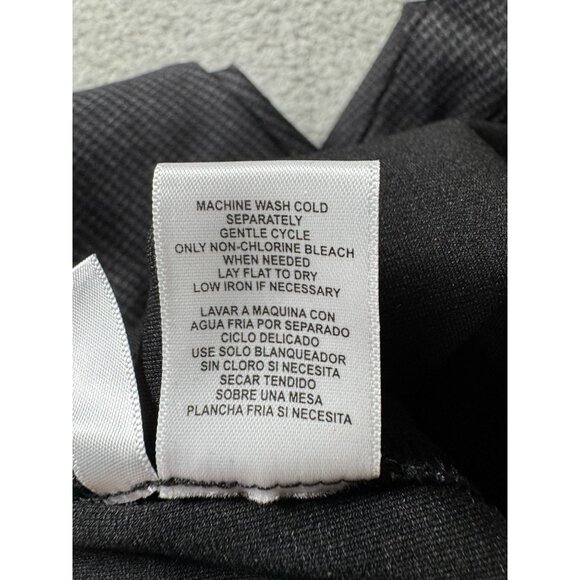 MACHINE WASH COLD
SEPARATELY
GENTLE CYCLE
ONLY NON-CHLORINE BLEACH
WHEN NEEDED
LAY FLAT TO DRY
LOW IRON IF NECESSARY
LAVAR A MAQUINA CON
AGUA FRIA POR SEPARADO
CICLO DELICADO
USE SOLO BLANQUEADOR
SIN CLORO SI NECESITA
SECAR TENDIDO
SOBRE UNA MESA
PLANCHA FRIA SI NECESITA